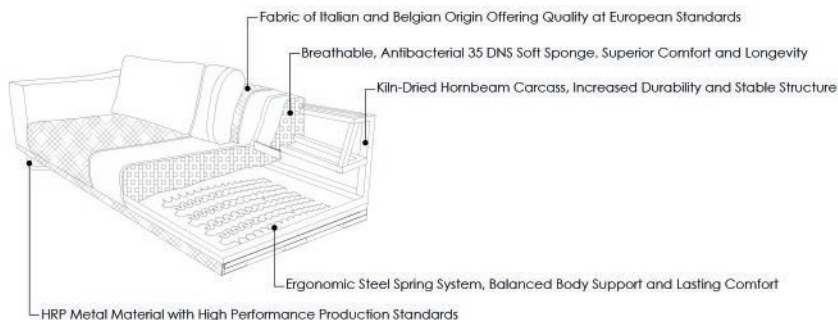 Fabric of Italian and Belgian Origin Offering Quality at European Standards
Breathable, Antibacterial 35 DNS Soft Sponge. Superior Comfort and Longevity
Kiln-Dried Hornbeam Carcass, Increased Durability and Stable Structure
Ergonomic Steel Spring System, Balanced Body Support and Lasting Comfort
HRP Metal Material with High Performance Production Standards